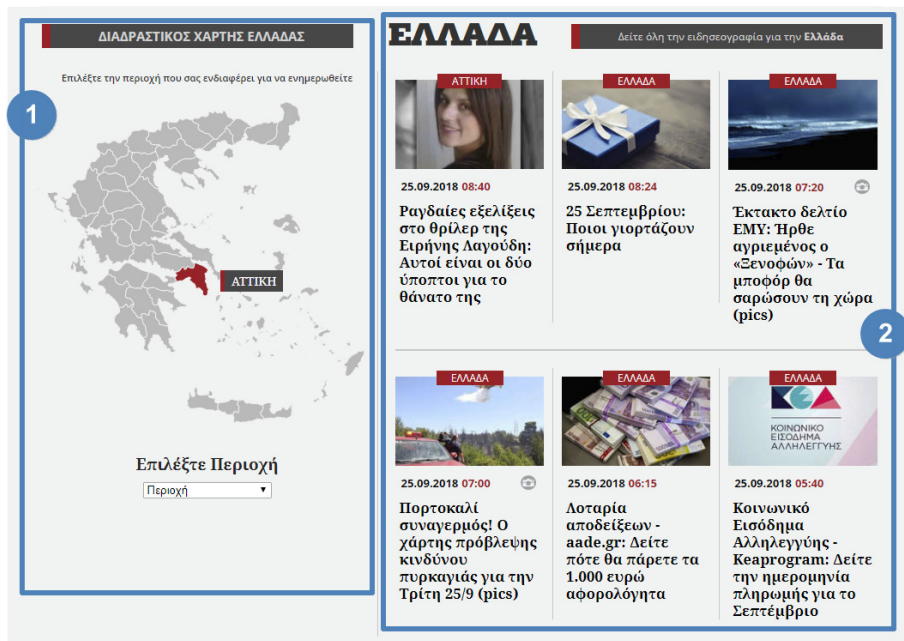 ΔΙΑΔΡΑΣΤΙΚΟΣ ΧΑΡΤΗΣ ΕΛΛΑΔΑΣ
Επιλέξτε την περιοχή που σας ενδιαφέρει για να ενημερωθείτε
1
ΑΤΤΙΚΗ
Επιλέξτε Περιοχή
Περιοχή
ΕΛΛΑΔΑ
Δείτε όλη την ειδησεογραφία για την Ελλάδα
ΑΤΤΙΚΗ
25.09.2018 08:40
Ραγδαίες εξελίξεις
στο θρίλερ της
Ειρήνης Λαγούδη:
Αυτοί είναι οι δύο
ύποπτοι για το
θάνατο της
ΕΛΛΑΔΑ
25.09.2018 08:24
25 Σεπτεμβρίου:
Ποιοι γιορτάζουν
σήμερα
ΕΛΛΑΔΑ
25.09.2018 07:20
Έκτακτο δελτίο
ΕΜΥ: Ήρθε
αγριεμένος ο
«Ξενοφών» - Τα
μποφόρ θα
σαρώσουν τη χώρα
(pics)
2
ΕΛΛΑΔΑ
25.09.2018 07:00
Πορτοκαλί
συναγερμός! Ο
χάρτης πρόβλεψης
κινδύνου
πυρκαγιάς για την
Τρίτη 25/9 (pics)
ΕΛΛΑΔΑ
25.09.2018 06:15
Λοταρία
αποδείξεων -
aade.gr: Δείτε
πότε θα πάρετε τα
1.000 ευρώ
αφορολόγητα
ΕΛΛΑΔΑ
ΚΟΙΝΩΝΙΚΟ
ΕΙΣΟΔΗΜΑ
ΑΛΛΗΛΕΓΓΥΗΣ
25.09.2018 05:40
Κοινωνικό
Εισόδημα
Αλληλεγγύης -
Keaprogram: Δείτε
την ημερομηνία
πληρωμής για το
Σεπτέμβριο